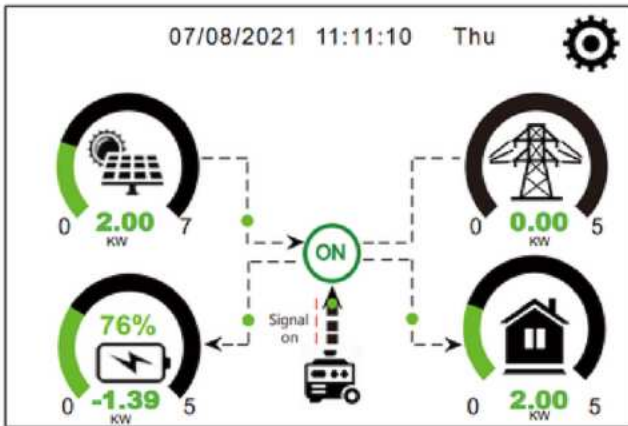 07/08/2021 11:11:10 Thu
0 2.00 7
KW
0 0.00 5
KW
ON
Signal
on
76%
0 -1.39 5
KW
0 2.00 5
KW